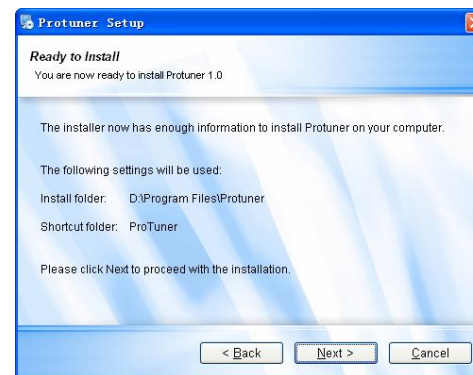 Protuner Setup
Ready to Install
You are now ready to install Protuner 1.0
The installer now has enough information to install Protuner on your computer.
The following settings will be used:
Install folder: D:\Program Files\Protuner
Shortcut folder: ProTuner
Please click Next to proceed with the installation.
< Back Next > Cancel